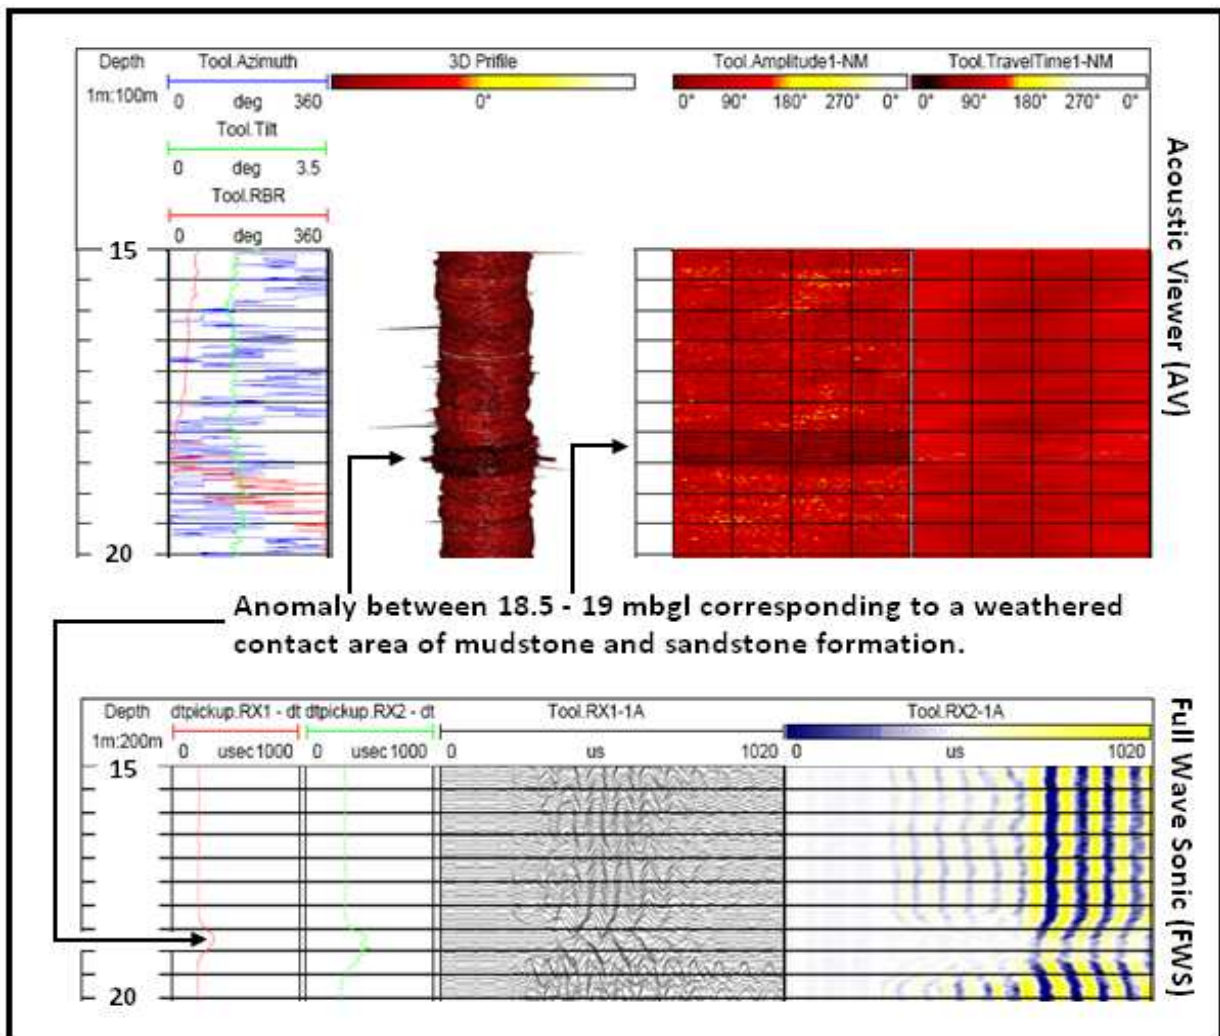 Depth Tool.Azimuth 3D Prifile Tool.Amplitude1-NM Tool.TravelTime1-NM
1m:100m 0 deg 360 0° 0° 90° 180° 270° 0° 0° 90° 180° 270° 0°
Tool.Tilt
0 deg 3.5
Tool.RBR
0 deg 360
15
20
Acoustic Viewer (AV)
Anomaly between 18.5 - 19 mbgl corresponding to a weathered
contact area of mudstone and sandstone formation.
Depth dtpickup.RX1 - dt dtpickup.RX2 - dt Tool.RX1-1A Tool.RX2-1A
1m:200m 0 usec 1000 0 usec 1000 0 us 1020 0 us 1020
15
20
Full Wave Sonic (FWS)